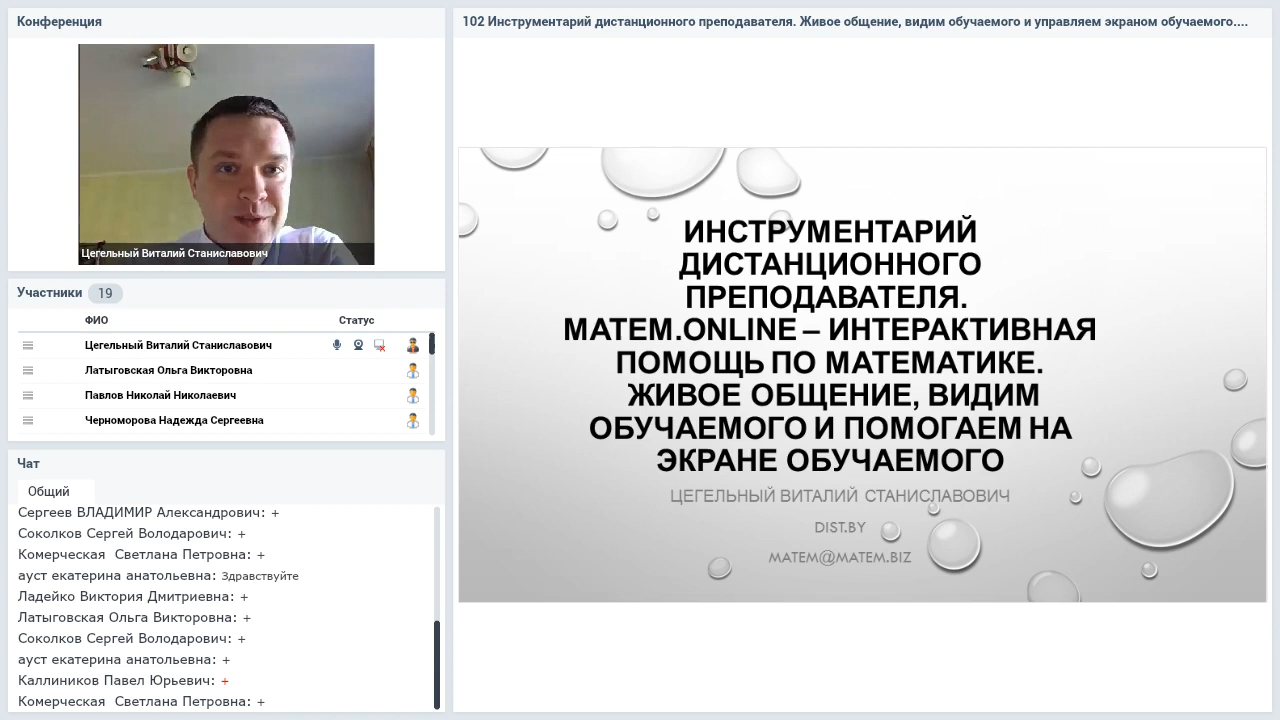 Конференция
Цегельный Виталий Станиславович
Участники 19
ФИО Статус
Цегельный Виталий Станиславович
Латыговская Ольга Викторовна
Павлов Николай Николаевич
Черноморова Надежда Сергеевна
Чат
Общий
Сергеев ВЛАДИМИР Александрович: +
Соколков Сергей Володарович: +
Комерческая Светлана Петровна: +
ауст екатерина анатольевна: Здравствуйте
Ладейко Виктория Дмитриевна: +
Латыговская Ольга Викторовна: +
Соколков Сергей Володарович: +
ауст екатерина анатольевна: +
Каллиников Павел Юрьевич: +
Комерческая Светлана Петровна: +
102 Инструментарий дистанционного преподавателя. Живое общение, видим обучаемого и управляем экраном обучаемого....
ИНСТРУМЕНТАРИЙ
ДИСТАНЦИОННОГО
ПРЕПОДАВАТЕЛЯ.
MATEM.ONLINE – ИНТЕРАКТИВНАЯ
ПОМОЩЬ ПО МАТЕМАТИКЕ.
ЖИВОЕ ОБЩЕНИЕ, ВИДИМ
ОБУЧАЕМОГО И ПОМОГАЕМ НА
ЭКРАНЕ ОБУЧАЕМОГО
ЦЕГЕЛЬНЫЙ ВИТАЛИЙ СТАНИСЛАВОВИЧ
DIST.BY
MATEM@MATEM.BIZ